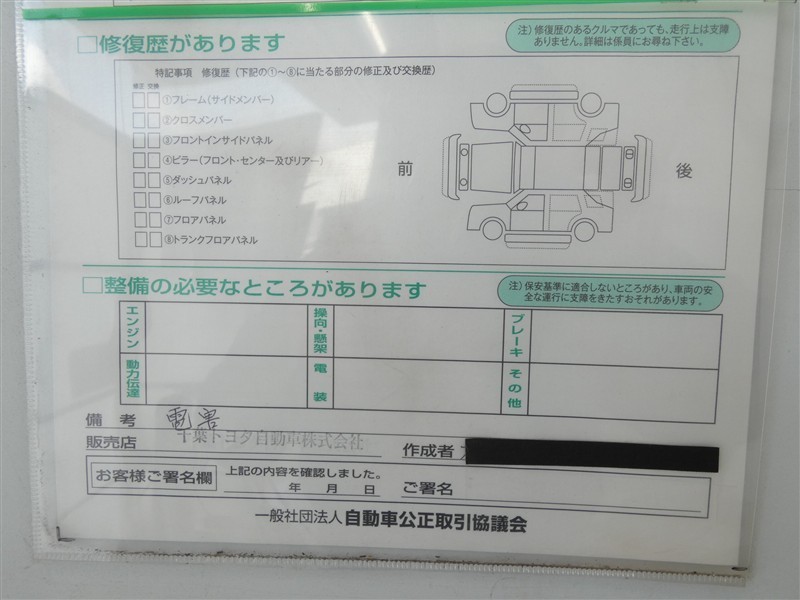 □修復歴があります
注）修復歴のあるクルマであっても、走行上は支障
ありません。詳細は係員にお尋ね下さい。
特記事項　修復歴（下記の①〜⑧に当たる部分の修正及び交換歴）
修正 交換
①フレーム（サイドメンバー）
②クロスメンバー
③フロントインサイドパネル
④ピラー（フロント・センター及びリアー）
⑤ダッシュパネル
⑥ルーフパネル
⑦フロアパネル
⑧トランクフロアパネル
前
後
□整備の必要なところがあります
注）保安基準に適合しないところがあり、車両の安
全な運行に支障をきたすおそれがあります。
エンジン
操向・懸架
ブレーキ
動力伝達
電装
その他
備考 雹害
販売店 千葉トヨタ自動車株式会社
作成者
お客様ご署名欄
上記の内容を確認しました。
年 月 日
ご署名
一般社団法人 自動車公正取引協議会